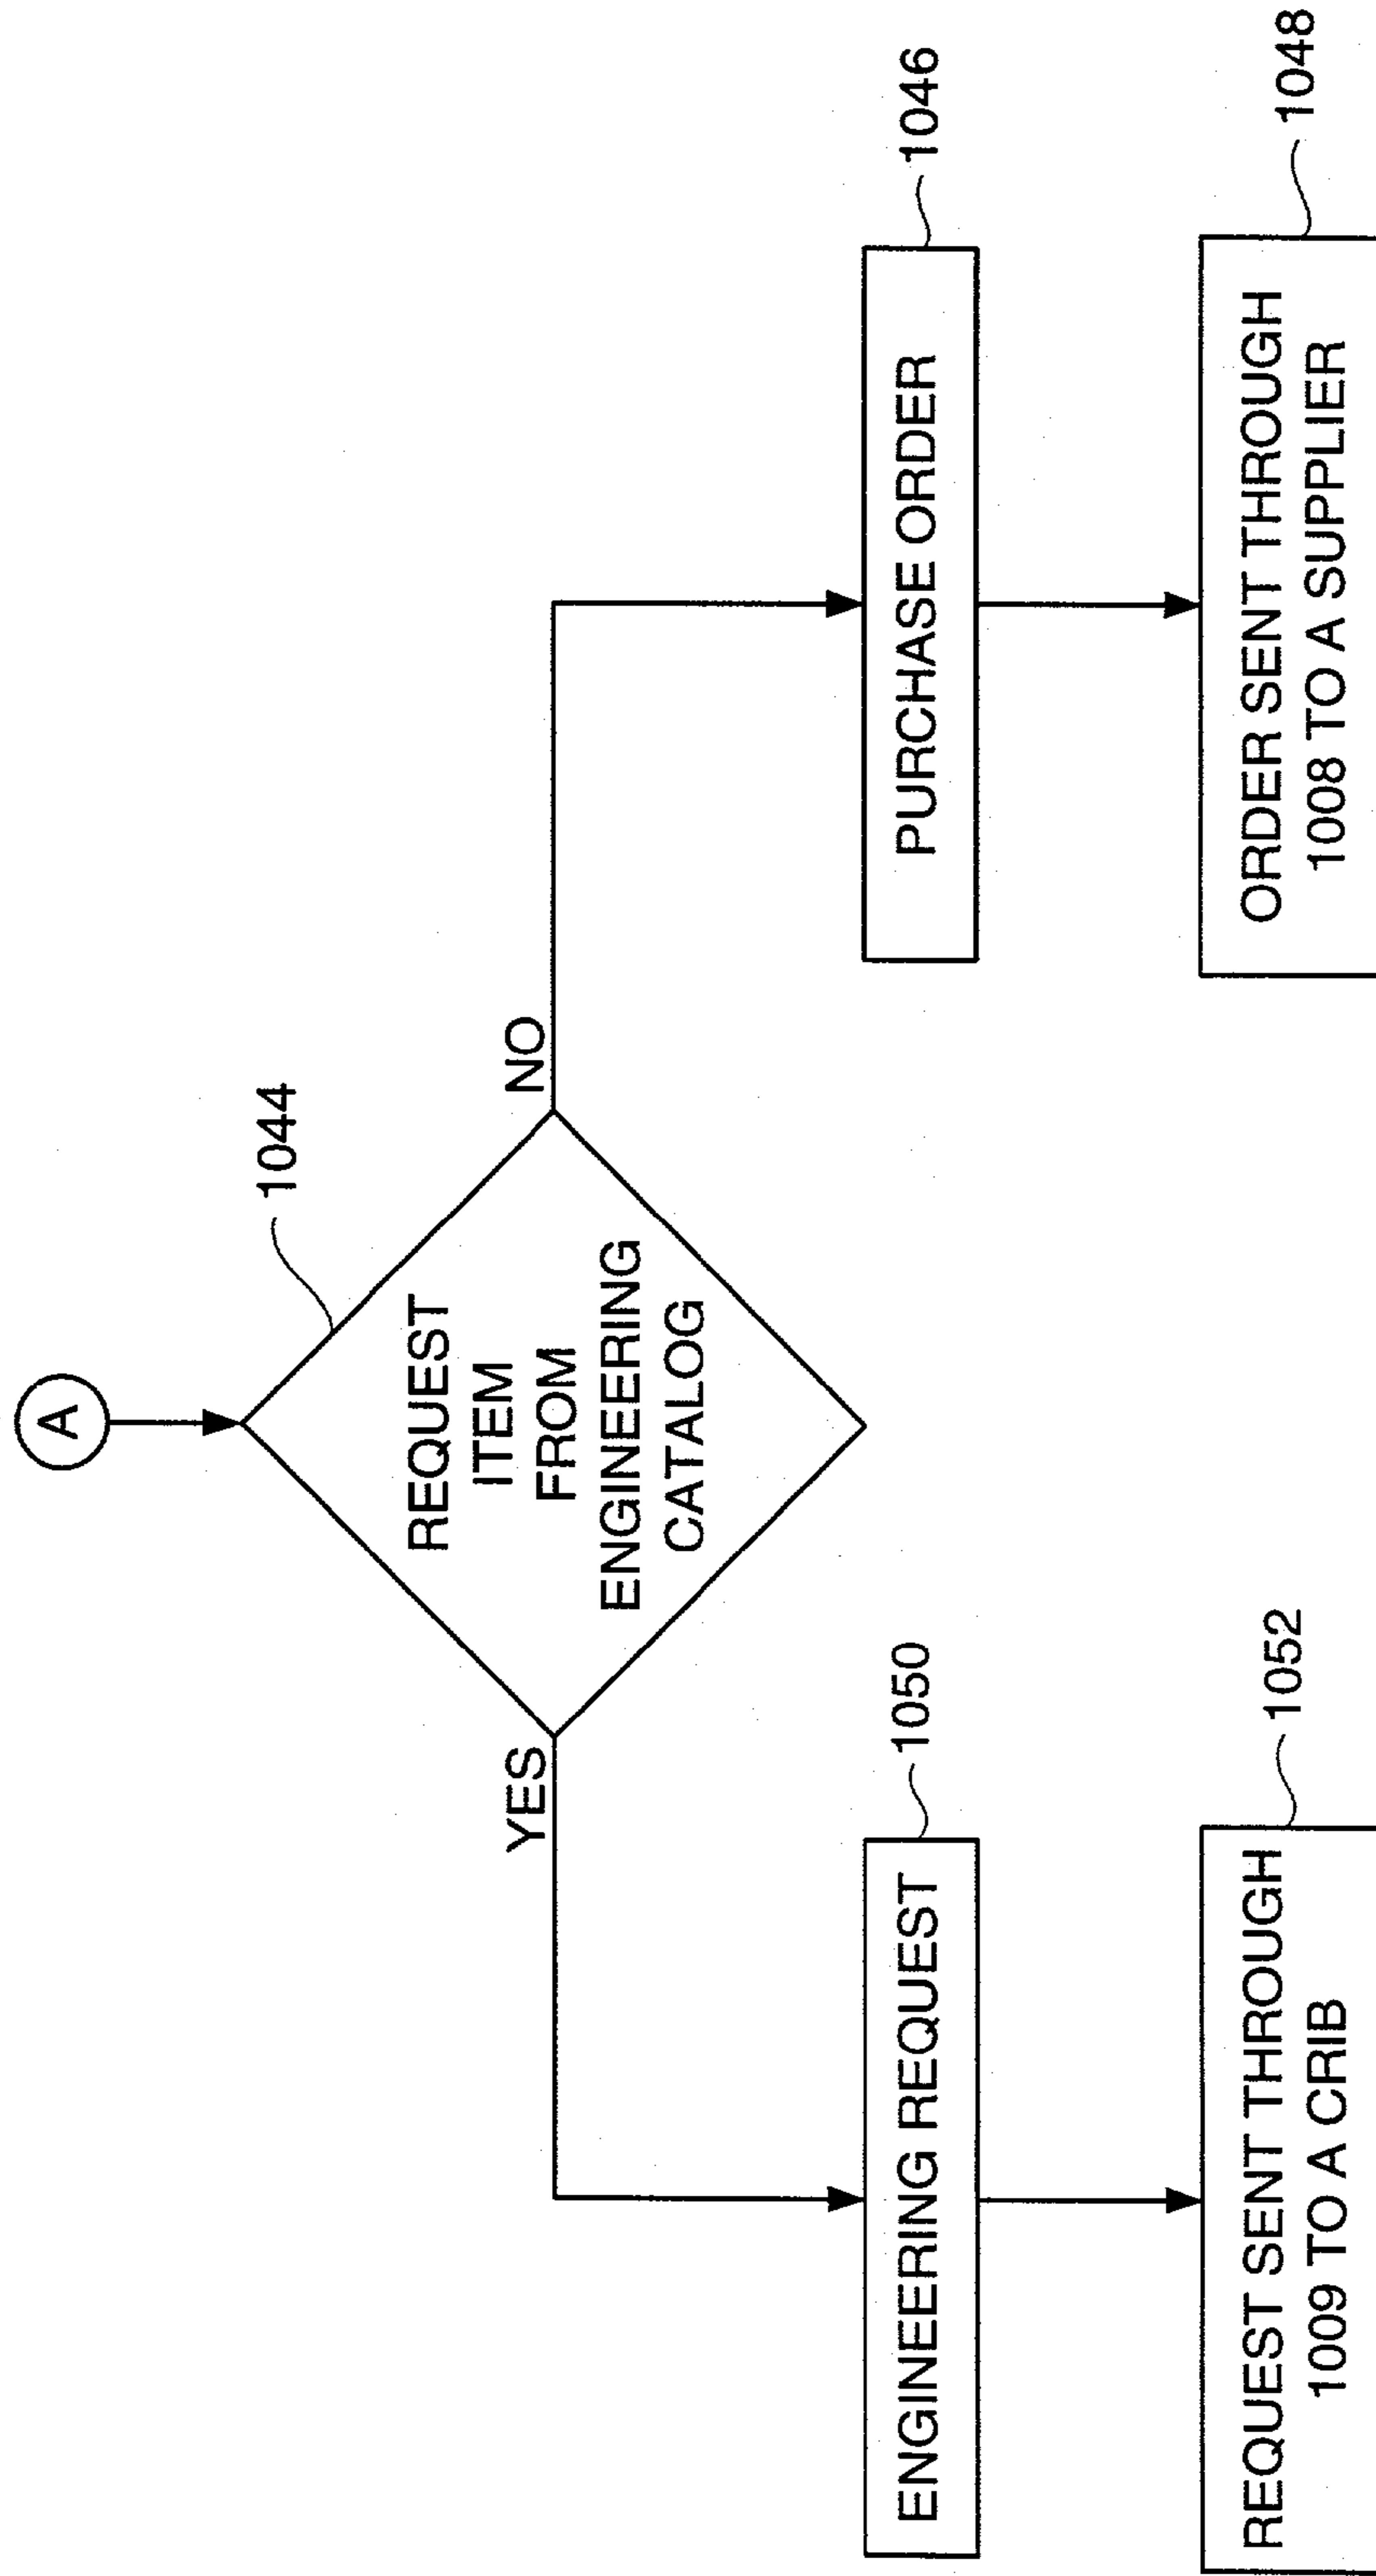 A
1044
REQUEST
ITEM
FROM
ENGINEERING
CATALOG
YES
NO
1050
ENGINEERING REQUEST
1046
PURCHASE ORDER
1052
REQUEST SENT THROUGH
1009 TO A CRIB
1048
ORDER SENT THROUGH
1008 TO A SUPPLIER